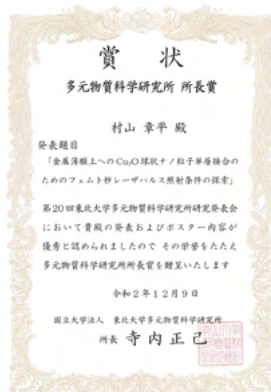 賞状
多元物質科学研究所 所長賞
村山 章平 殿
発表題目
「金属薄膜上へのCu₂O球状ナノ粒子単層接合の
ためのフェムト秒レーザパルス照射条件の探索」
第20回東北大学多元物質科学研究所研究発表会
において貴殿の発表およびポスター内容が
優秀と認められましたので その栄誉をたたえ
多元物質科学研究所所長賞を贈呈いたします
令和2年12月9日
国立大学法人 東北大学多元物質科学研究所
所長 寺内正己